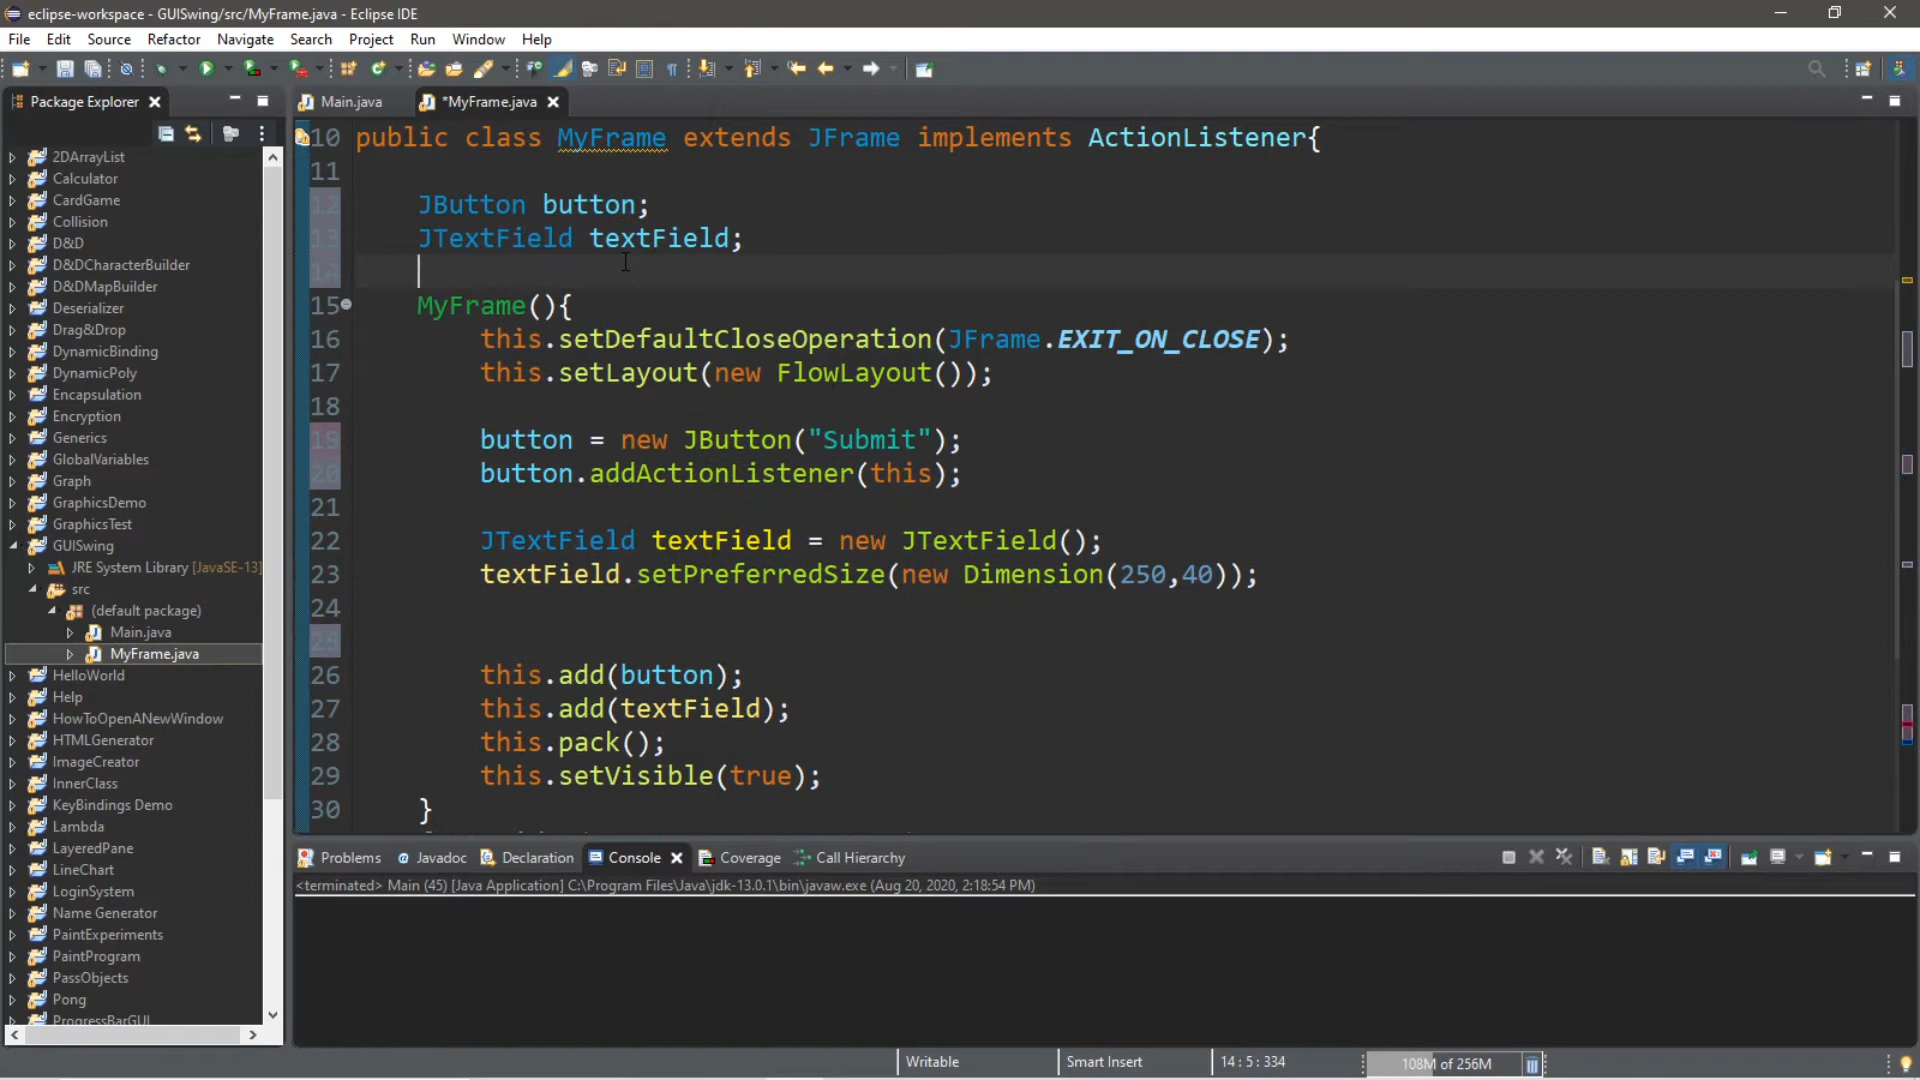 eclipse-workspace - GUISwing/src/MyFrame.java - Eclipse IDE
File Edit Source Refactor Navigate Search Project Run Window Help
Package Explorer
Main.java
*MyFrame.java
2DArrayList
Calculator
CardGame
Collision
D&D
D&DCharacterBuilder
D&DMapBuilder
Deserializer
Drag&Drop
DynamicBinding
DynamicPoly
Encapsulation
Encryption
Generics
GlobalVariables
Graph
GraphicsDemo
GraphicsTest
GUISwing
JRE System Library [JavaSE-13]
src
(default package)
Main.java
MyFrame.java
HelloWorld
Help
HowToOpenANewWindow
HTMLGenerator
ImageCreator
InnerClass
KeyBindings Demo
Lambda
LayeredPane
LineChart
LoginSystem
Name Generator
PaintExperiments
PaintProgram
PassObjects
Pong
ProgressBarGUI
10 public class MyFrame extends JFrame implements ActionListener{
11
12 JButton button;
13 JTextField textField;
14
15 MyFrame(){
16 this.setDefaultCloseOperation(JFrame.EXIT_ON_CLOSE);
17 this.setLayout(new FlowLayout());
18
19 button = new JButton("Submit");
20 button.addActionListener(this);
21
22 JTextField textField = new JTextField();
23 textField.setPreferredSize(new Dimension(250,40));
24
25
26 this.add(button);
27 this.add(textField);
28 this.pack();
29 this.setVisible(true);
30 }
Problems @ Javadoc Declaration Console Coverage Call Hierarchy
<terminated> Main (45) [Java Application] C:\Program Files\Java\jdk-13.0.1\bin\javaw.exe (Aug 20, 2020, 2:18:54 PM)
Writable Smart Insert 14 : 5 : 334 108M of 256M